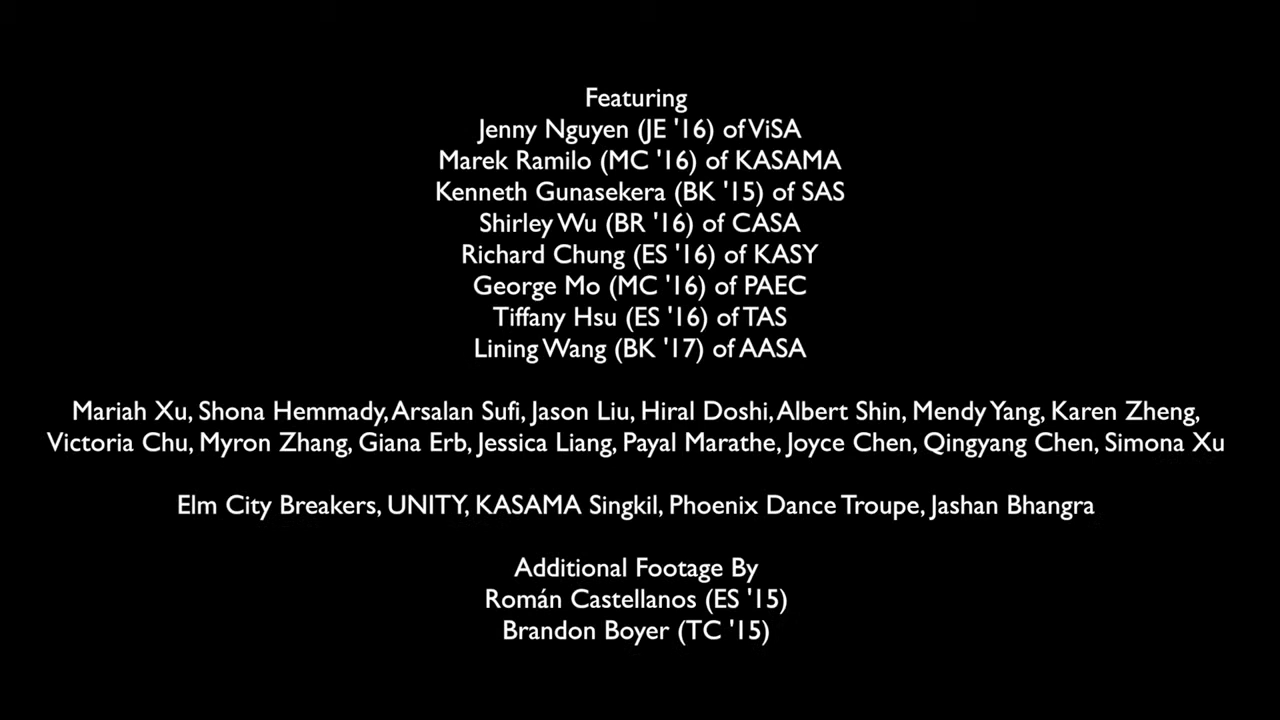 Featuring
Jenny Nguyen (JE '16) of ViSA
Marek Ramilo (MC '16) of KASAMA
Kenneth Gunasekera (BK '15) of SAS
Shirley Wu (BR '16) of CASA
Richard Chung (ES '16) of KASY
George Mo (MC '16) of PAEC
Tiffany Hsu (ES '16) of TAS
Lining Wang (BK '17) of AASA
Mariah Xu, Shona Hemmady, Arsalan Sufi, Jason Liu, Hiral Doshi, Albert Shin, Mendy Yang, Karen Zheng,
Victoria Chu, Myron Zhang, Giana Erb, Jessica Liang, Payal Marathe, Joyce Chen, Qingyang Chen, Simona Xu
Elm City Breakers, UNITY, KASAMA Singkil, Phoenix Dance Troupe, Jashan Bhangra
Additional Footage By
Román Castellanos (ES '15)
Brandon Boyer (TC '15)